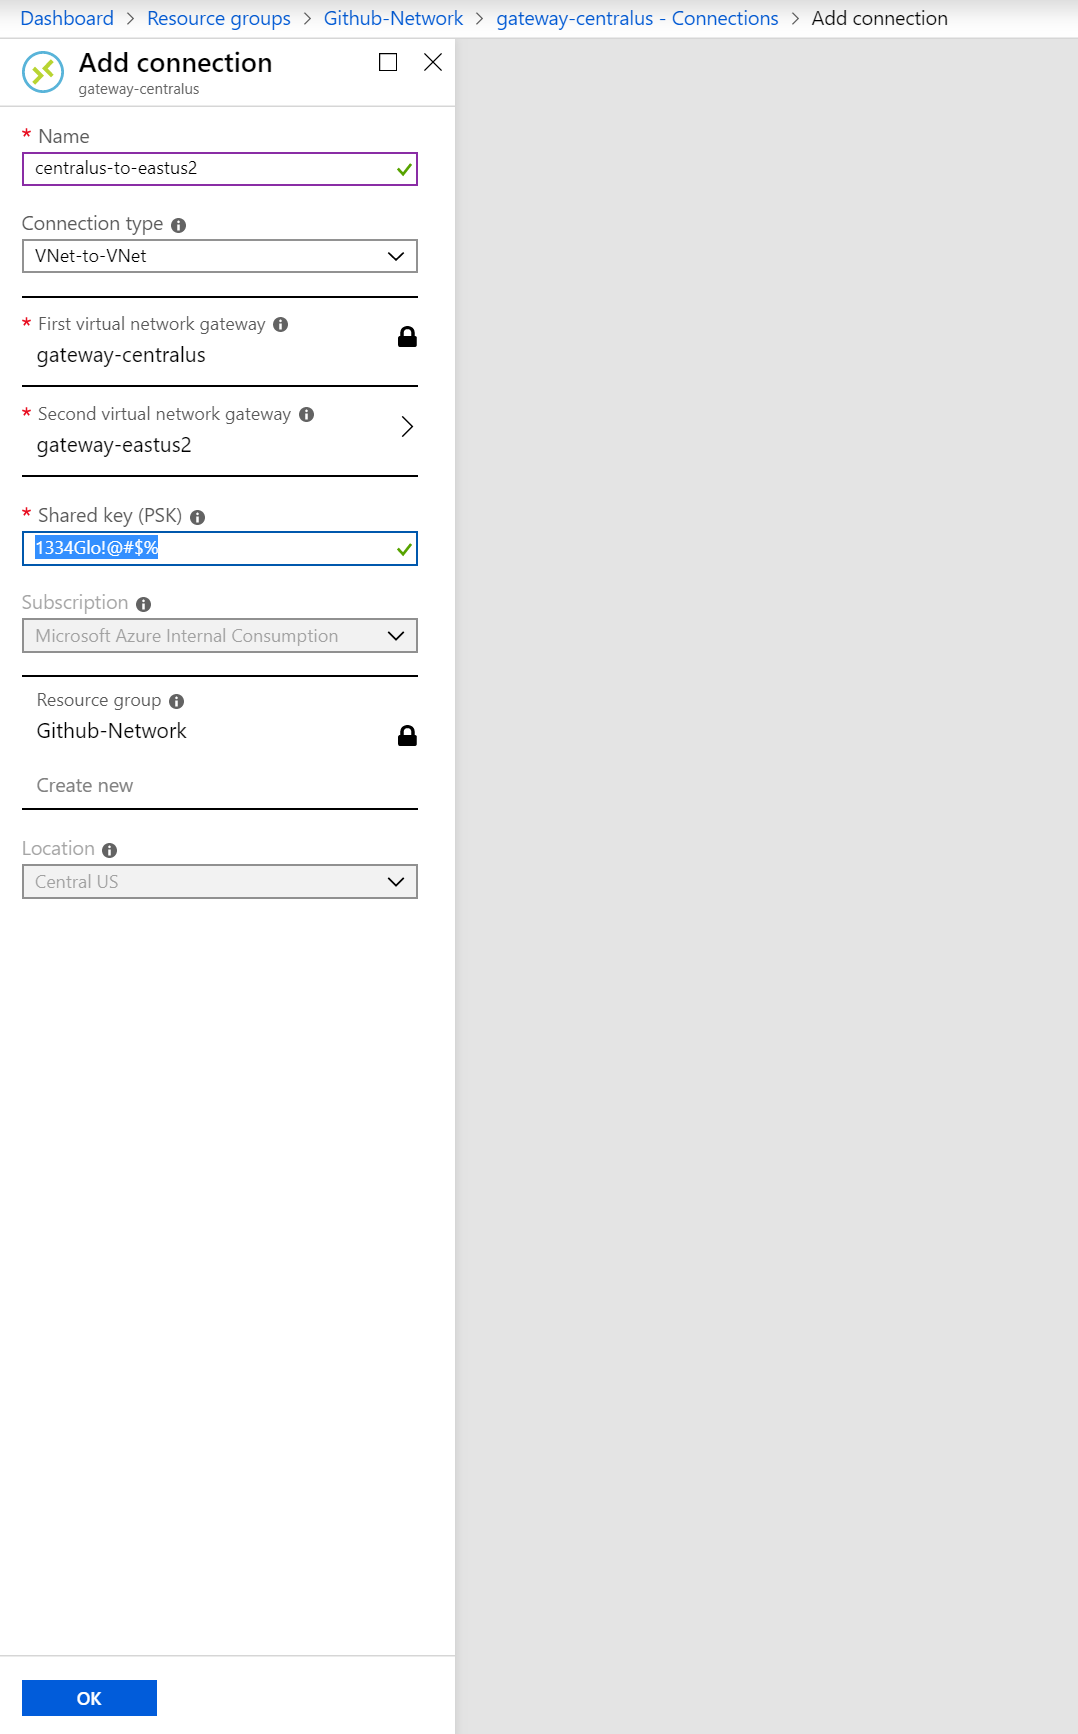 Dashboard > Resource groups > Github-Network > gateway-centralus - Connections > Add connection
Add connection
gateway-centralus
* Name
centralus-to-eastus2
Connection type
VNet-to-VNet
* First virtual network gateway
gateway-centralus
* Second virtual network gateway
gateway-eastus2
* Shared key (PSK)
1334Glo!@#$%
Subscription
Microsoft Azure Internal Consumption
Resource group
Github-Network
Create new
Location
Central US
OK